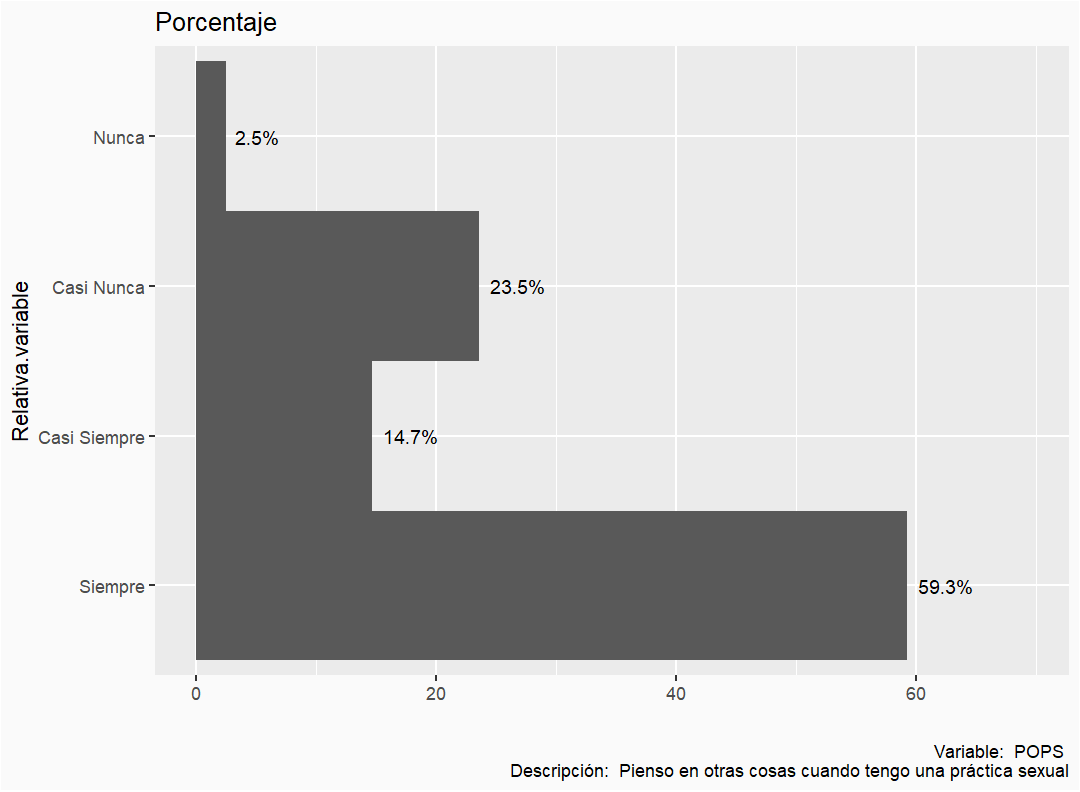 Porcentaje
Nunca
2.5%
Casi Nunca
23.5%
Casi Siempre
14.7%
Siempre
59.3%
Relativa.variable
0 20 40 60
Variable: POPS
Descripción: Pienso en otras cosas cuando tengo una práctica sexual